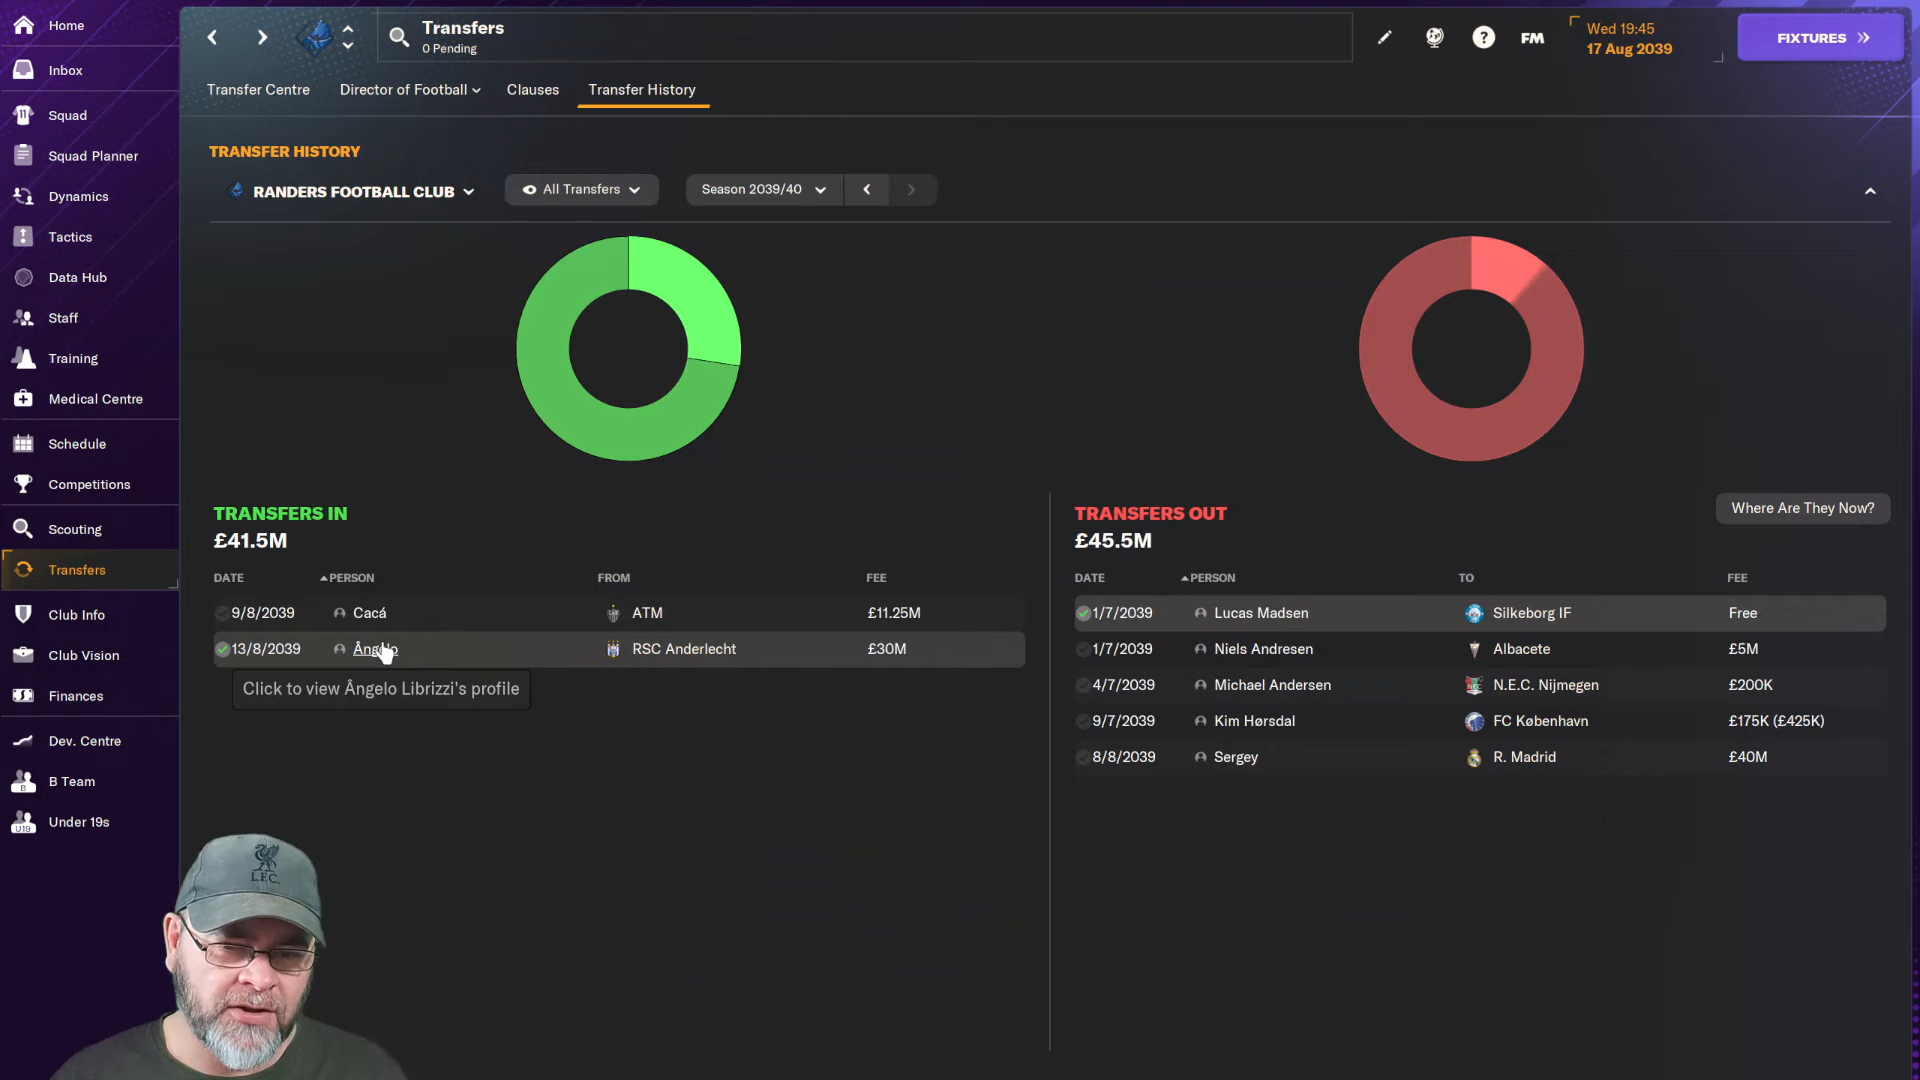 Home
Inbox
Squad
Squad Planner
Dynamics
Tactics
Data Hub
Staff
Training
Medical Centre
Schedule
Competitions
Scouting
Transfers
Club Info
Club Vision
Finances
Dev. Centre
B Team
Under 19s
Transfers
0 Pending
FM
Wed 19:45
17 Aug 2039
FIXTURES
Transfer Centre Director of Football Clauses Transfer History
TRANSFER HISTORY
RANDERS FOOTBALL CLUB All Transfers Season 2039/40
TRANSFERS IN
£41.5M
DATE PERSON FROM FEE
9/8/2039 Cacá ATM £11.25M
13/8/2039 Ângelo RSC Anderlecht £30M
Click to view Ângelo Librizzi's profile
TRANSFERS OUT
£45.5M
Where Are They Now?
DATE PERSON TO FEE
1/7/2039 Lucas Madsen Silkeborg IF Free
1/7/2039 Niels Andresen Albacete £5M
4/7/2039 Michael Andersen N.E.C. Nijmegen £200K
9/7/2039 Kim Hørsdal FC København £175K (£425K)
8/8/2039 Sergey R. Madrid £40M